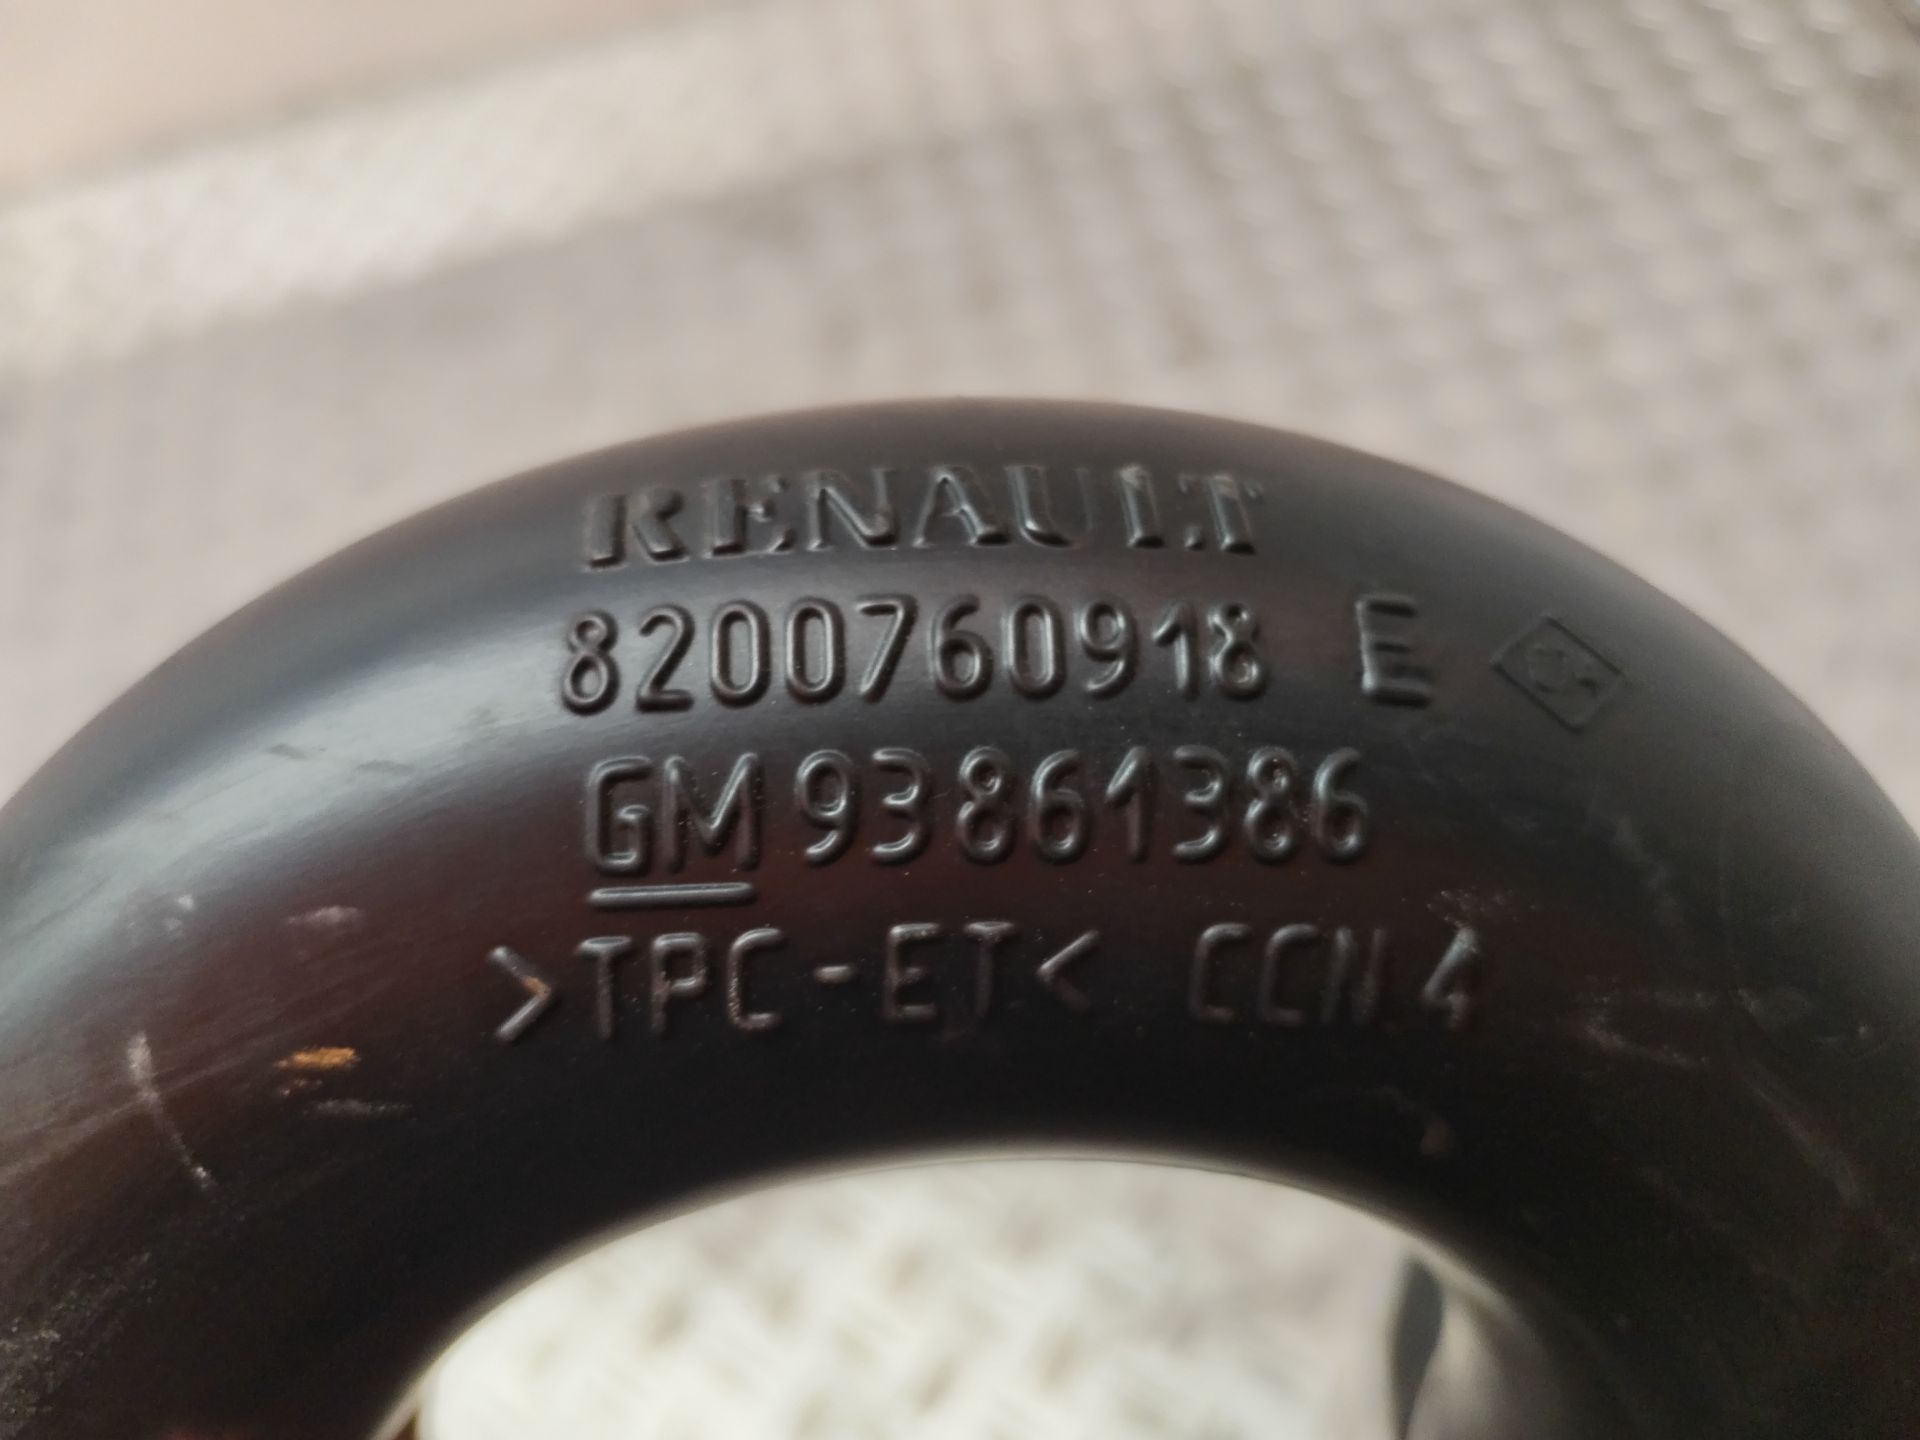 RENAULT
8200760918 E
GM 93861386
>TPC-ET< CCN 4